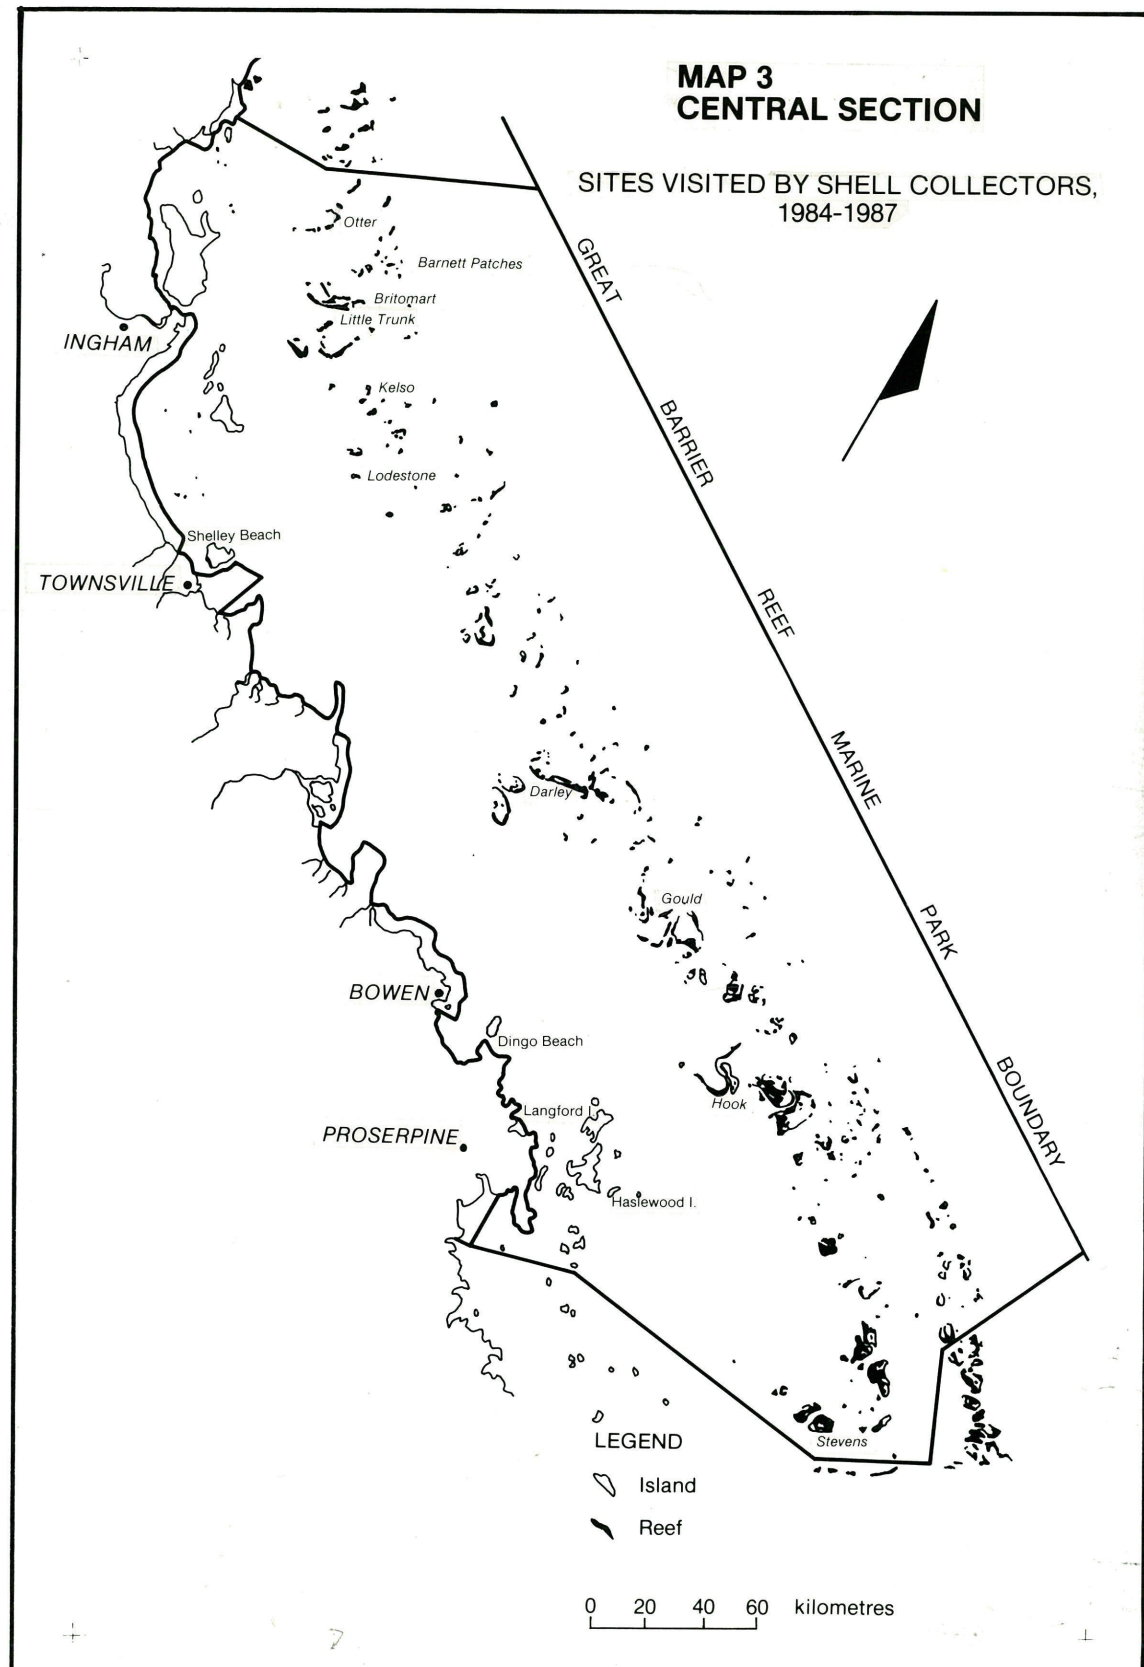 MAP 3
CENTRAL SECTION
SITES VISITED BY SHELL COLLECTORS,
1984-1987
Otter
Barnett Patches
Britomart
Little Trunk
INGHAM
Kelso
Lodestone
Shelley Beach
TOWNSVILLE
GREAT
BARRIER
REEF
MARINE
PARK
BOUNDARY
Darley
Gould
BOWEN
Dingo Beach
Hook
Langford I.
PROSERPINE
Haslewood I.
Stevens
LEGEND
Island
Reef
0 20 40 60 kilometres